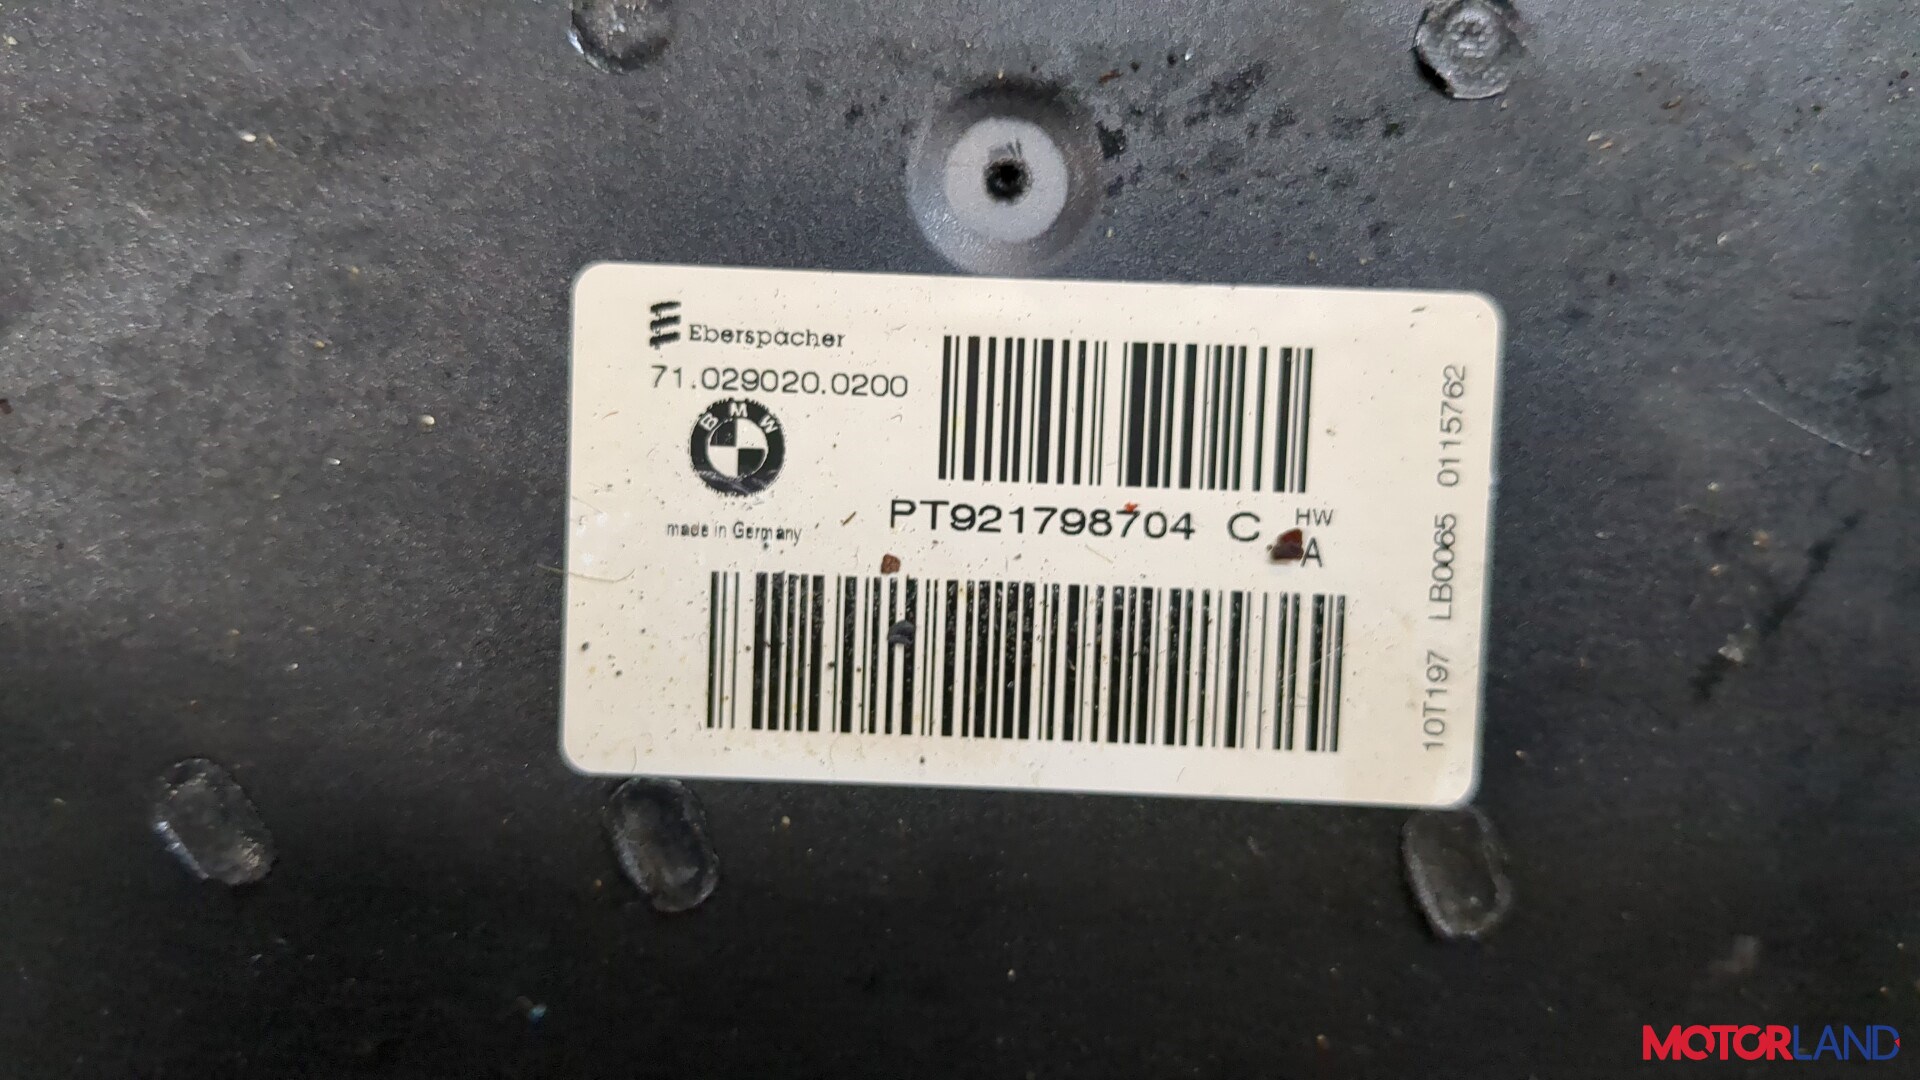 Eberspächer
71.029020.0200
BMW
made in Germany
PT921798704 C HW A
10T197 LB0065 0115762
MOTORLAND